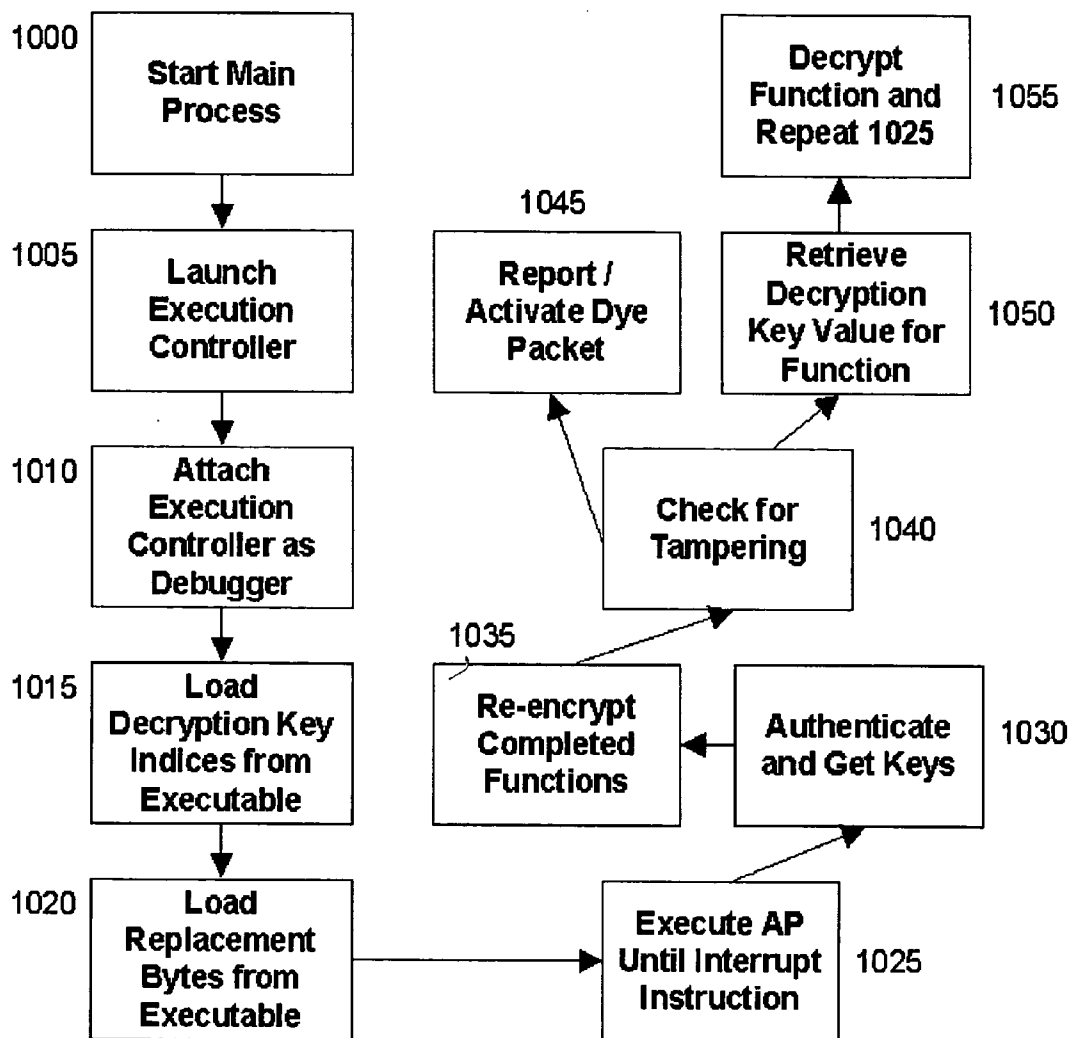 1000
Start Main
Process
1005
Launch
Execution
Controller
1010
Attach
Execution
Controller as
Debugger
1015
Load
Decryption Key
Indices from
Executable
1020
Load
Replacement
Bytes from
Executable
Execute AP
Until Interrupt
Instruction
1025
Authenticate
and Get Keys
1030
1035
Re-encrypt
Completed
Functions
Check for
Tampering
1040
1045
Report /
Activate Dye
Packet
Retrieve
Decryption
Key Value for
Function
1050
Decrypt
Function and
Repeat 1025
1055